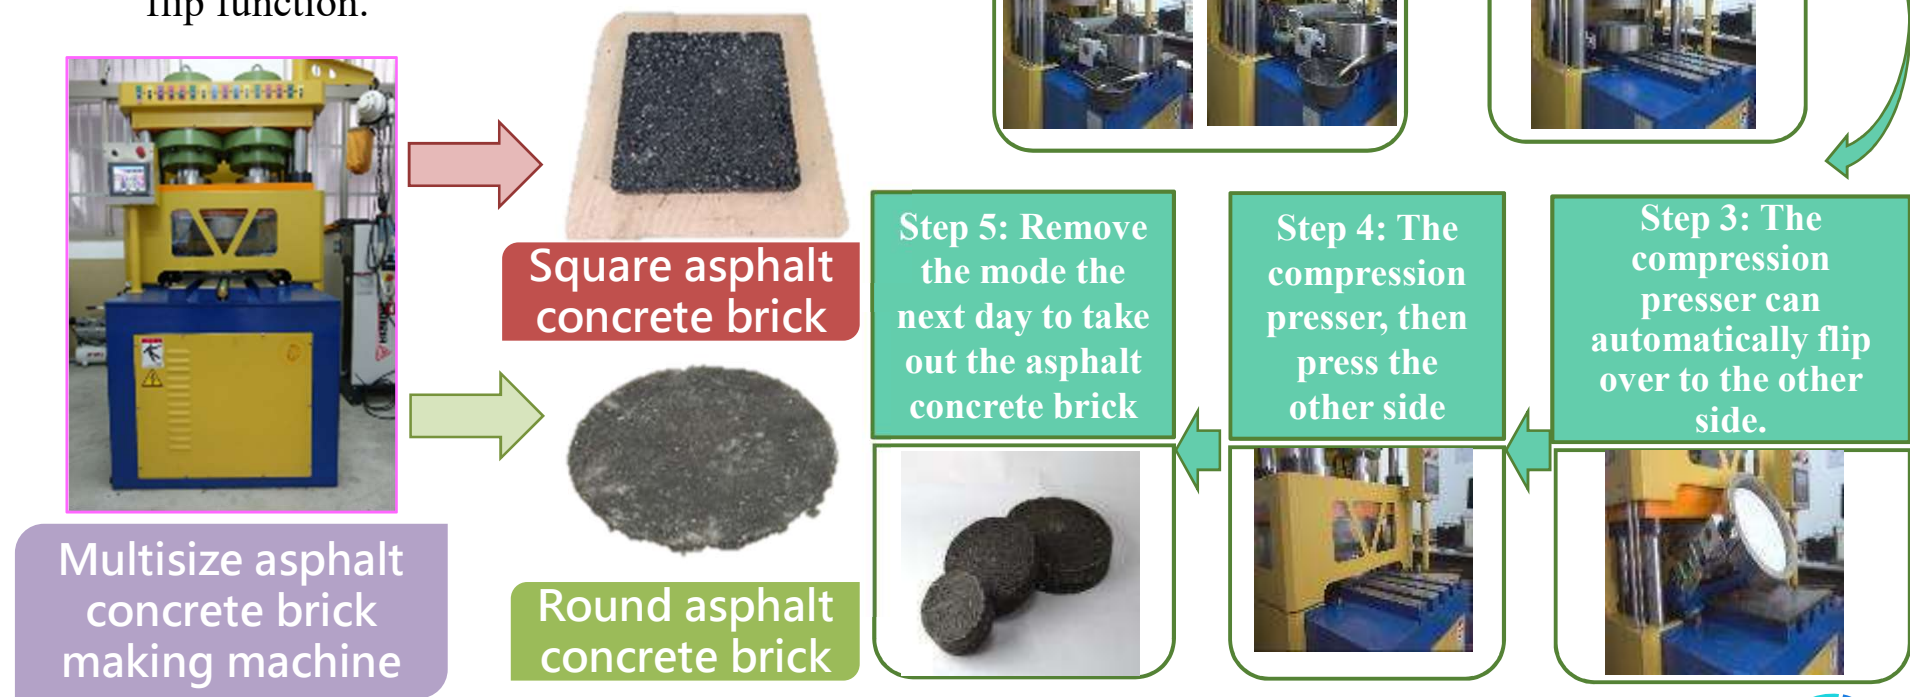 flip function.
Square asphalt
concrete brick
Round asphalt
concrete brick
Multisize asphalt
concrete brick
making machine
Step 5: Remove
the mode the
next day to take
out the asphalt
concrete brick
Step 4: The
compression
presser, then
press the
other side
Step 3: The
compression
presser can
automatically flip
over to the other
side.